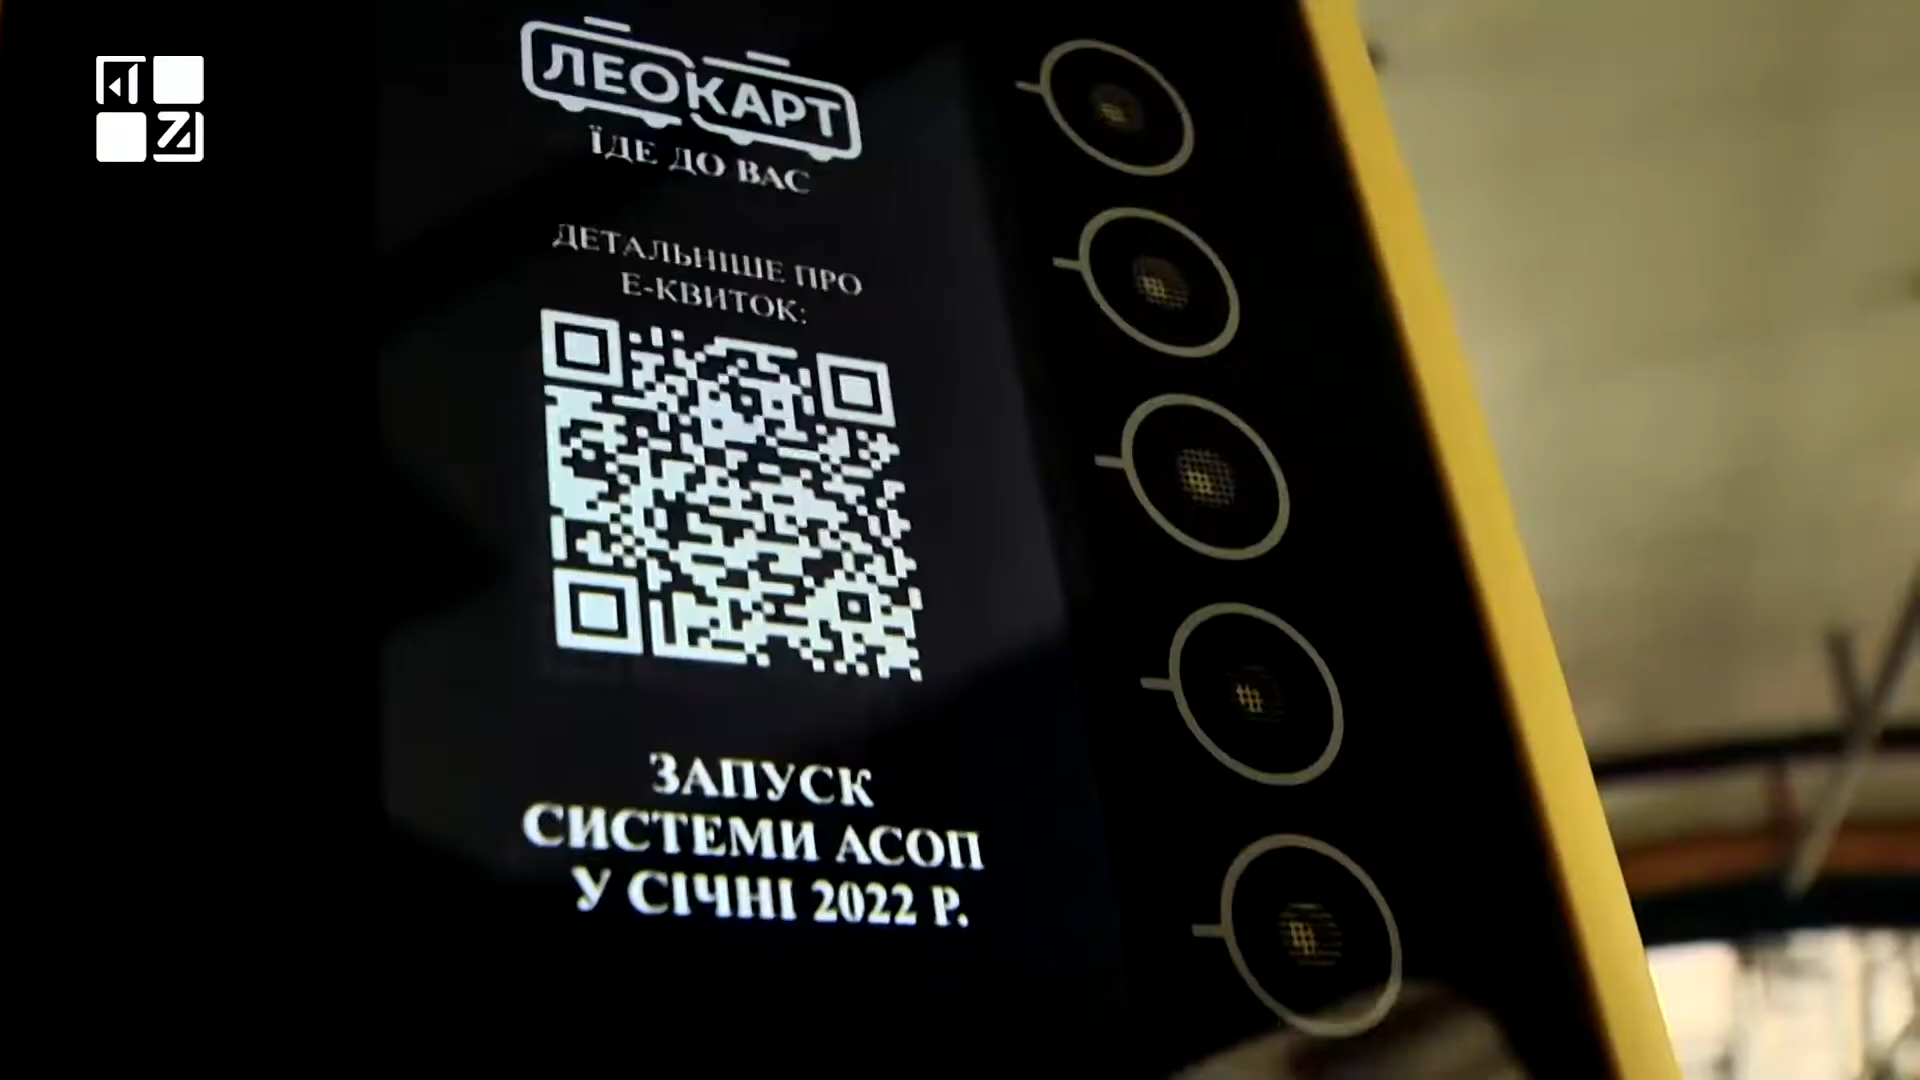 ЛЕОКАРТ
ЇДЕ ДО ВАС
ДЕТАЛЬНІШЕ ПРО
Е-КВИТОК:
ЗАПУСК
СИСТЕМИ АСОП
У СІЧНІ 2022 Р.